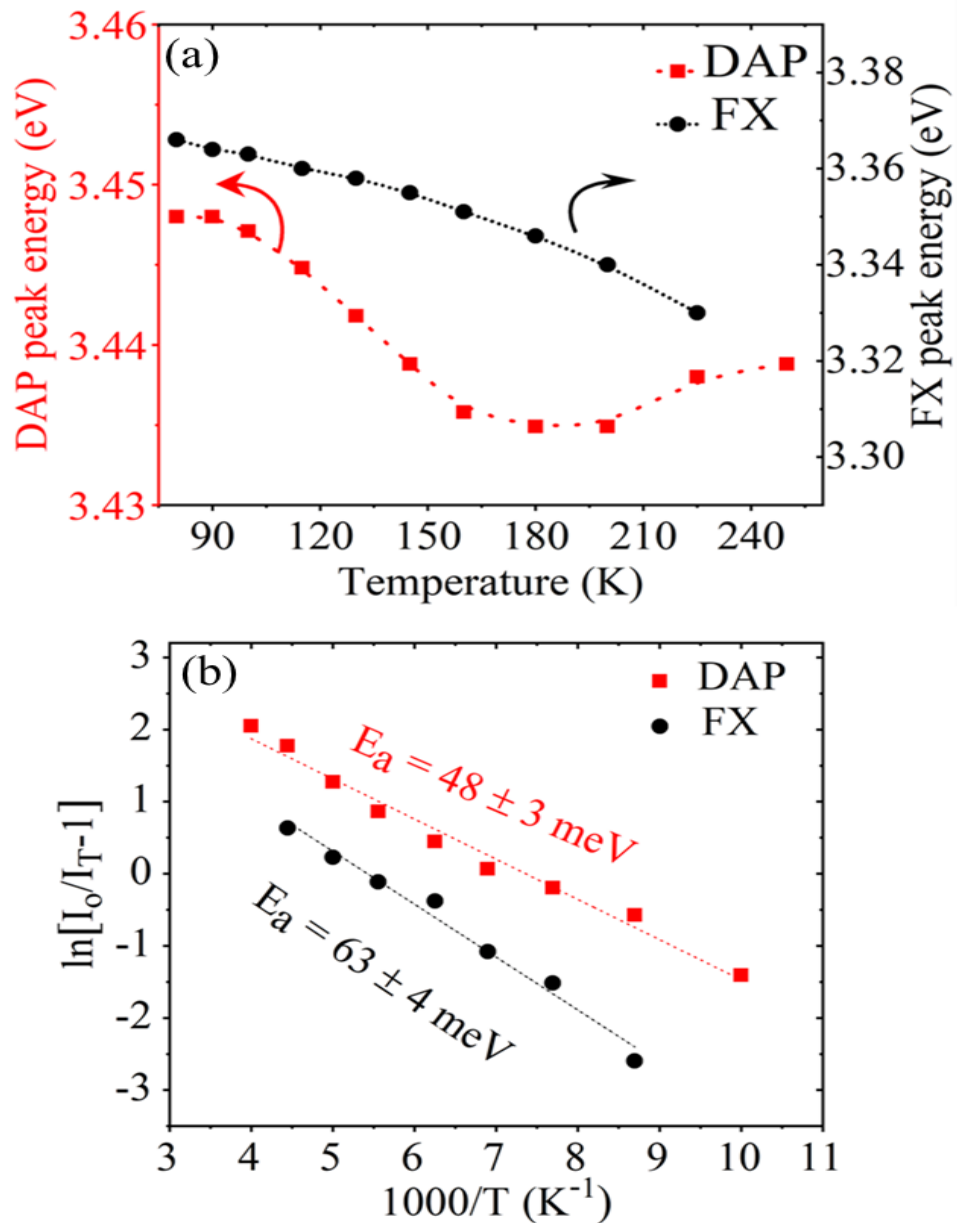 (a)
DAP
FX
DAP peak energy (eV)
3.46
3.45
3.44
3.43
FX peak energy (eV)
3.38
3.36
3.34
3.32
3.30
90 120 150 180 210 240
Temperature (K)
(b)
DAP
FX
Ea = 48 ± 3 meV
Ea = 63 ± 4 meV
ln[I0/IT-1]
3
2
1
0
-1
-2
-3
3 4 5 6 7 8 9 10 11
1000/T (K-1)